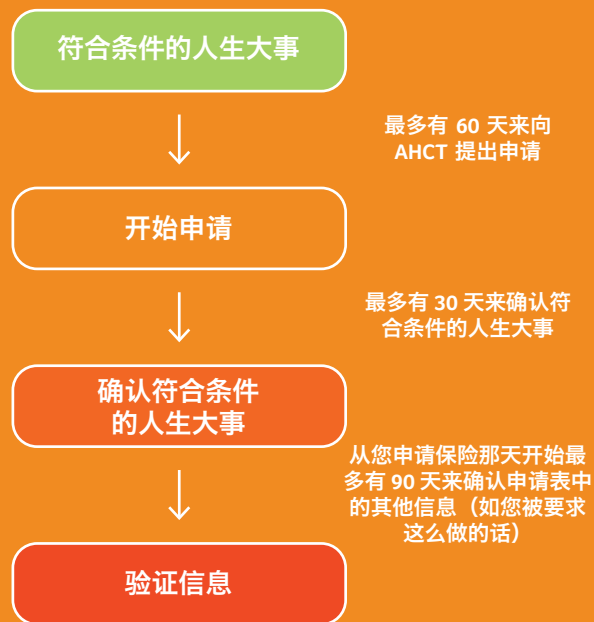 符合条件的人生大事
最多有 60 天来向
AHCT 提出申请
开始申请
最多有 30 天来确认符
合条件的人生大事
确认符合条件
的人生大事
从您申请保险那天开始最
多有 90 天来确认申请表中
的其他信息（如您被要求
这么做的话）
验证信息